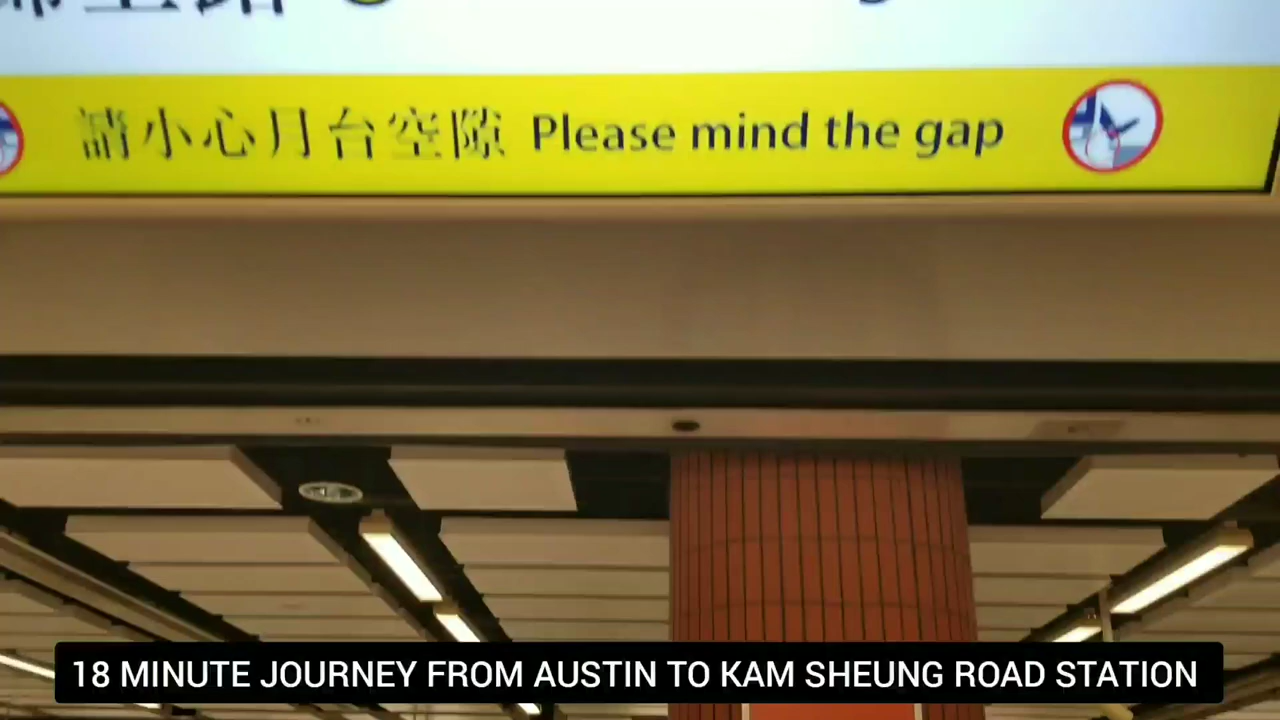 請小心月台空隙 Please mind the gap
18 MINUTE JOURNEY FROM AUSTIN TO KAM SHEUNG ROAD STATION